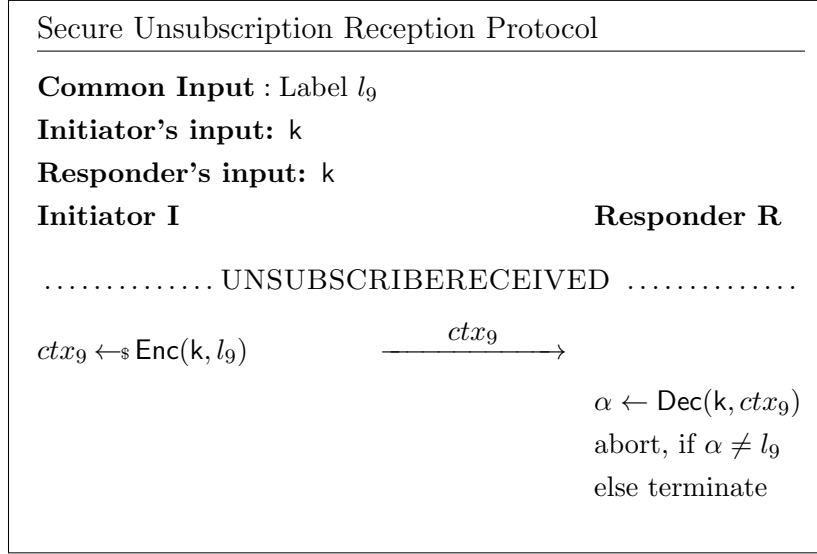 Secure Unsubscription Reception Protocol
Common Input : Label l₉
Initiator's input: k
Responder's input: k
Initiator I Responder R
.............. UNSUBSCRIBERECEIVED ..............
ctx₉ ←$ Enc(k, l₉) ctx₉ →
α ← Dec(k, ctx₉)
abort, if α ≠ l₉
else terminate